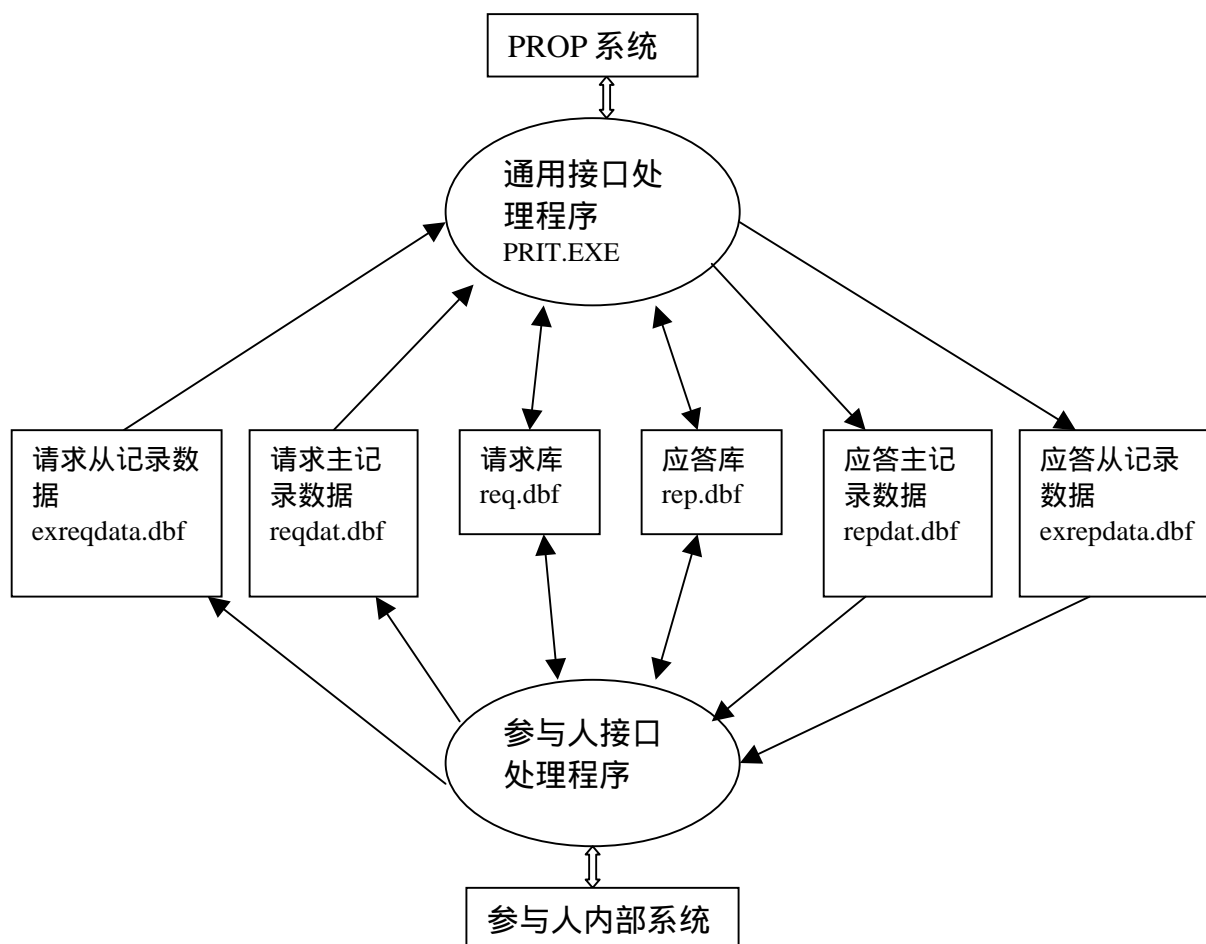 PROP 系统
通用接口处
理程序
PRIT.EXE
请求从记录数
据
exreqdata.dbf
请求主记
录数据
reqdat.dbf
请求库
req.dbf
应答库
rep.dbf
应答主记
录数据
repdat.dbf
应答从记录
数据
exrepdata.dbf
参与人接口
处理程序
参与人内部系统